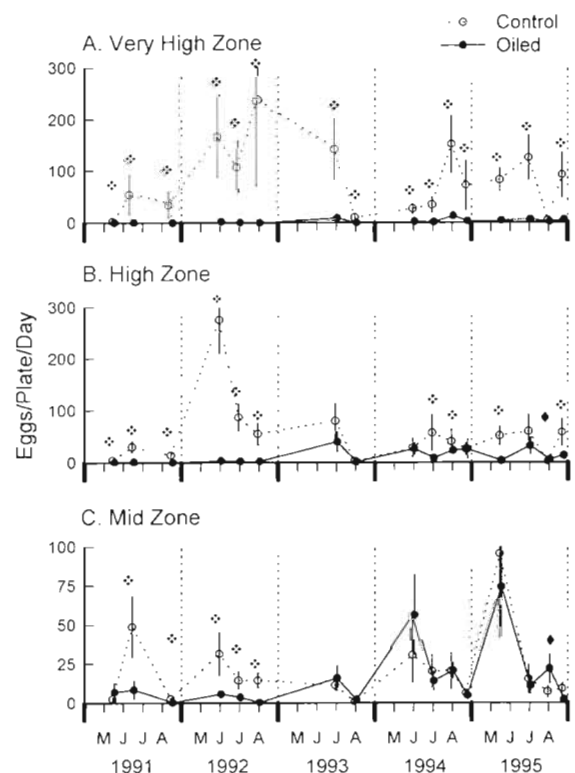 Control
Oiled
A. Very High Zone
300
200
100
0
B. High Zone
300
200
100
0
Eggs/Plate/Day
C. Mid Zone
100
75
50
25
0
M J J A M J J A M J J A M J J A M J J A
1991 1992 1993 1994 1995